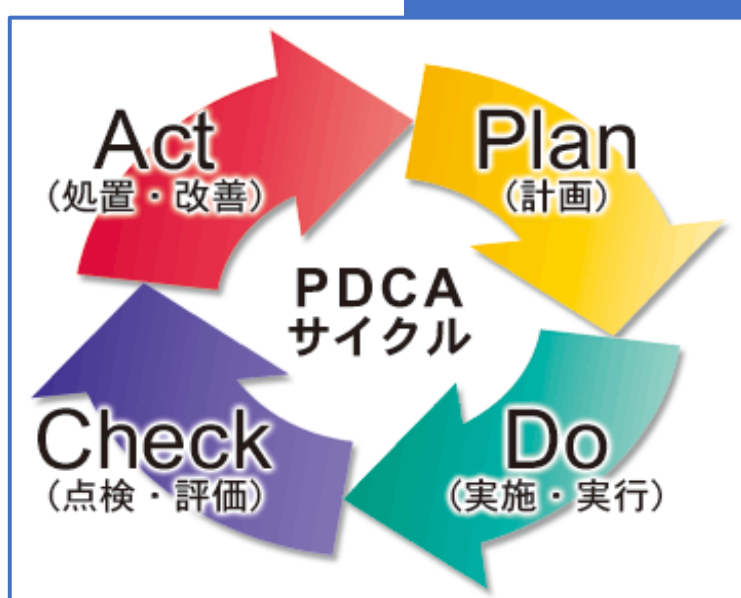 Act
(処置・改善)
Plan
(計画)
PDCA
サイクル
Check
(点検・評価)
Do
(実施・実行)